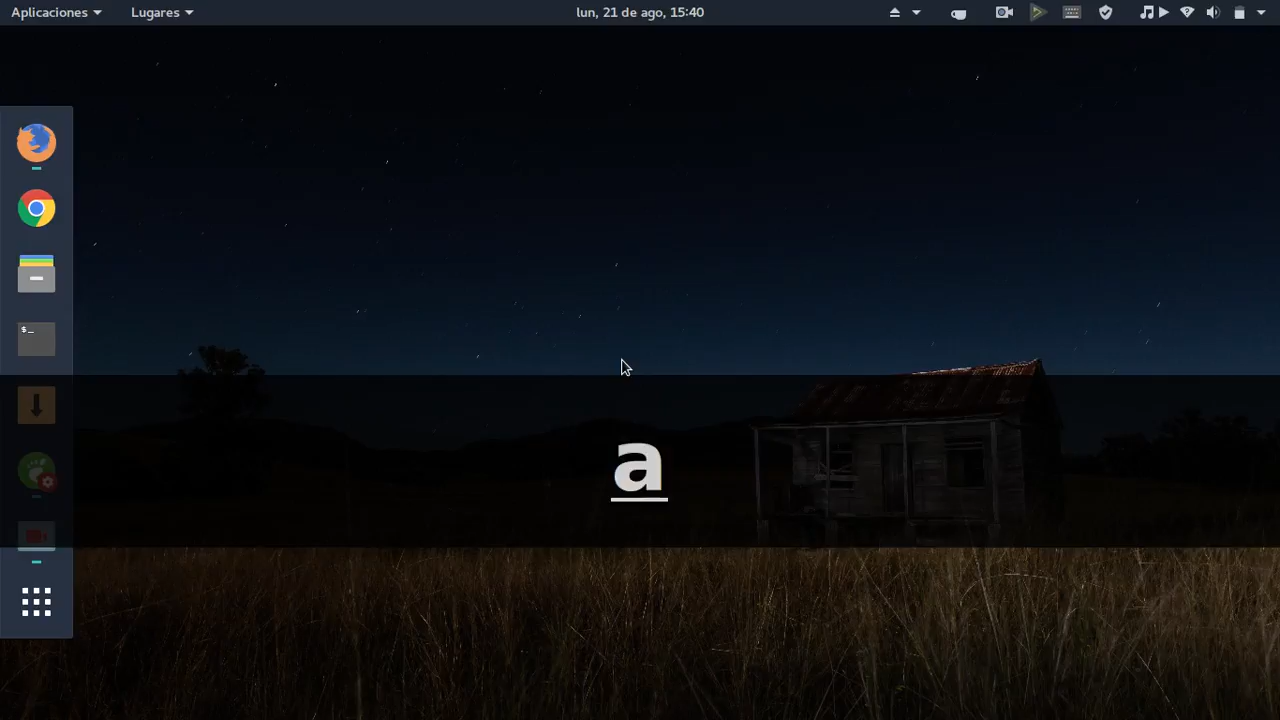 Aplicaciones
Lugares
lun, 21 de ago, 15:40
$_
a